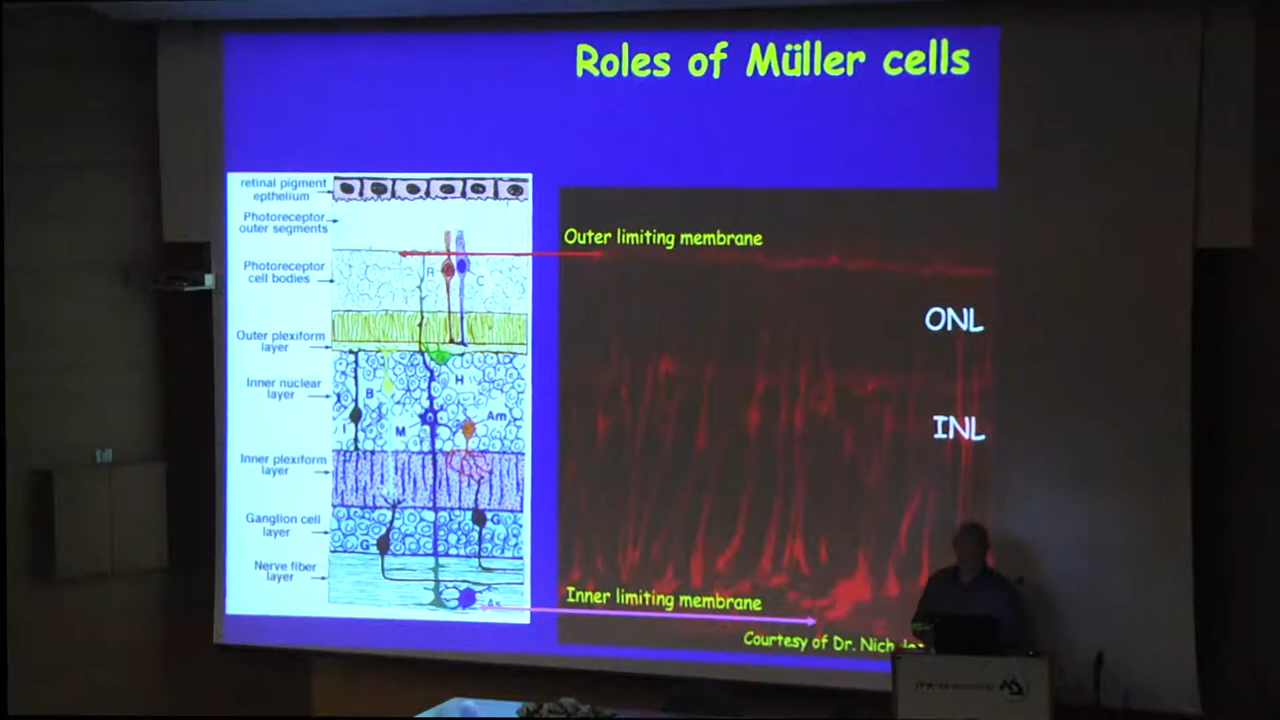 Roles of Müller cells
retinal pigment
epthelium
Photoreceptor
outer segments
Photoreceptor
cell bodies
Outer plexiform
layer
Inner nuclear
layer
Inner plexiform
layer
Ganglion cell
layer
Nerve fiber
layer
R
C
H
B
Am
I
M
G
G
As
Outer limiting membrane
ONL
INL
Inner limiting membrane
Courtesy of Dr.